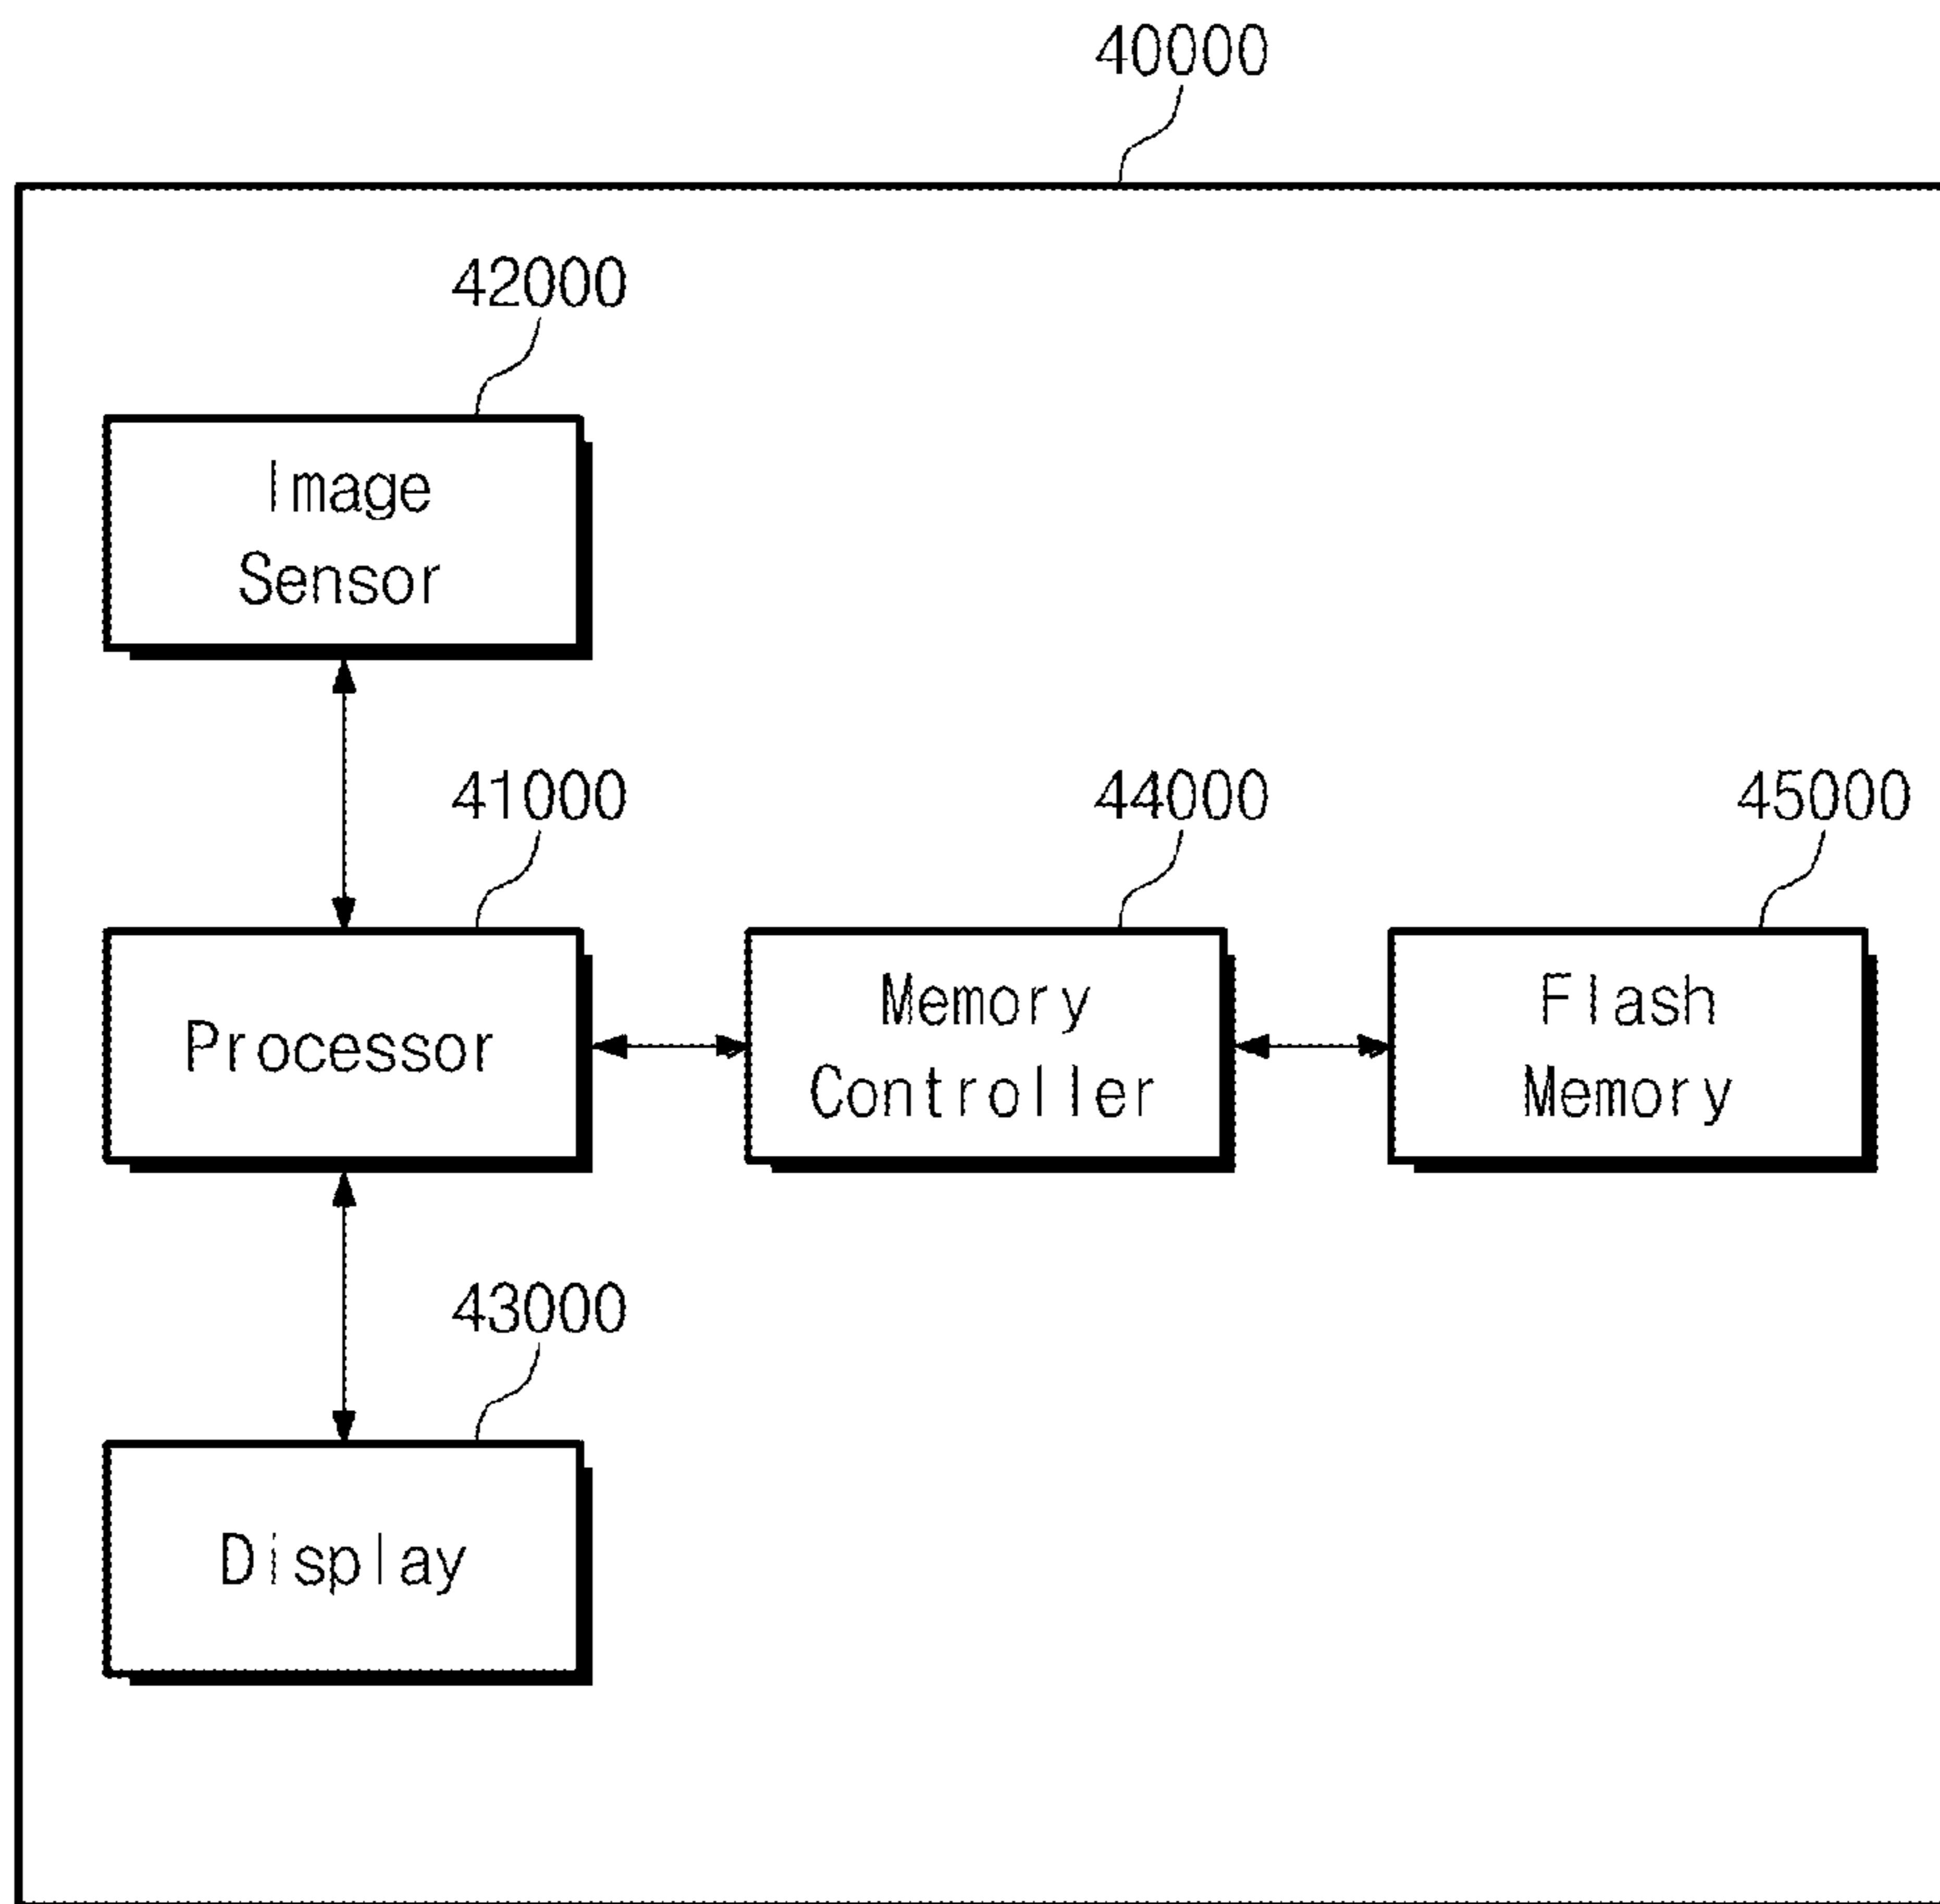 40000
42000
Image
Sensor
41000
44000
45000
Processor
Memory
Controller
Flash
Memory
43000
Display